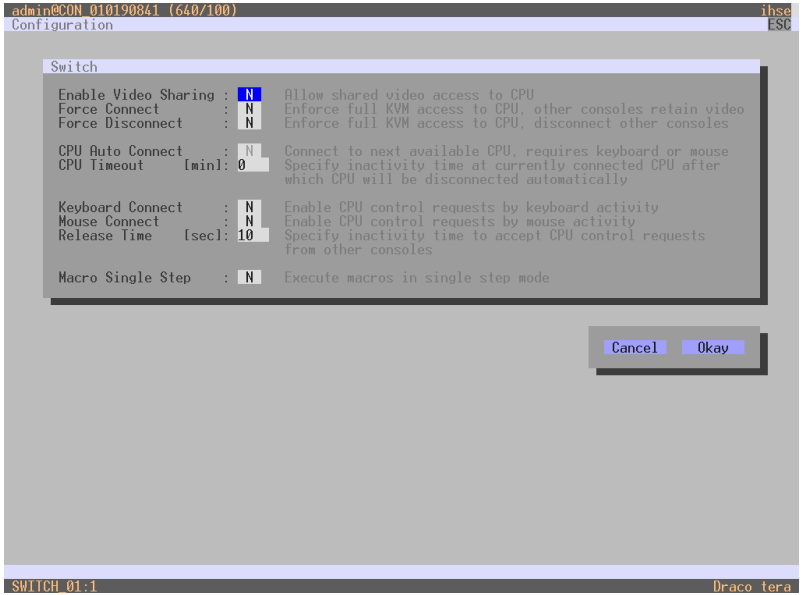 admin@CON_010190841 (640/100) ihse
Configuration ESC
Switch
Enable Video Sharing : N Allow shared video access to CPU
Force Connect : N Enforce full KVM access to CPU, other consoles retain video
Force Disconnect : N Enforce full KVM access to CPU, disconnect other consoles
CPU Auto Connect : N Connect to next available CPU, requires keyboard or mouse
CPU Timeout [min]: 0 Specify inactivity time at currently connected CPU after
which CPU will be disconnected automatically
Keyboard Connect : N Enable CPU control requests by keyboard activity
Mouse Connect : N Enable CPU control requests by mouse activity
Release Time [sec]: 10 Specify inactivity time to accept CPU control requests
from other consoles
Macro Single Step : N Execute macros in single step mode
Cancel Okay
SWITCH_01:1 Draco tera